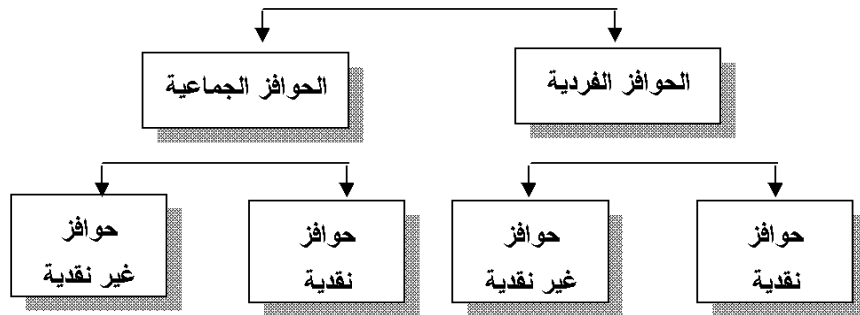 الحوافز الفردية
الحوافز الجماعية
حوافز
نقدية
حوافز
غير نقدية
حوافز
نقدية
حوافز
غير نقدية